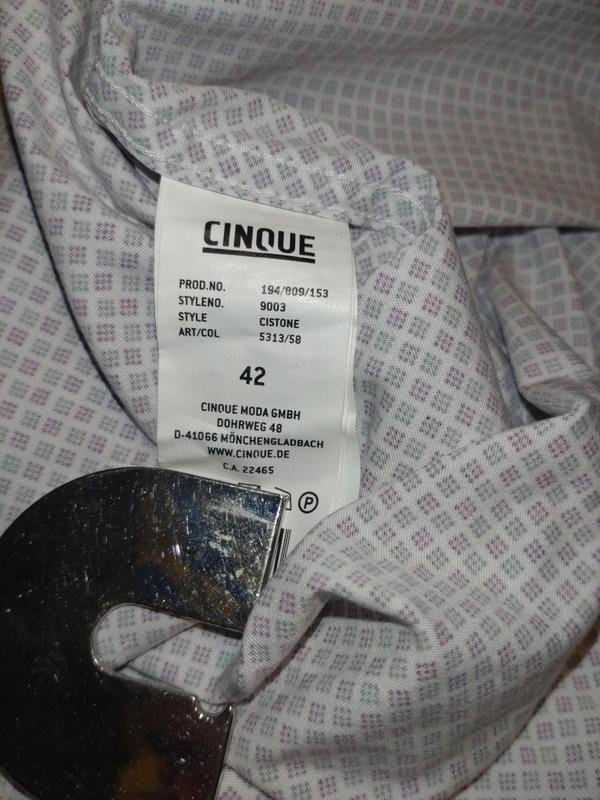 CINQUE
PROD.NO. 194/809/153
STYLENO. 9003
STYLE CISTONE
ART/COL 5313/58
42
CINQUE MODA GMBH
DOHRWEG 48
D-41066 MÖNCHENGLADBACH
WWW.CINQUE.DE
C.A. 22465
P